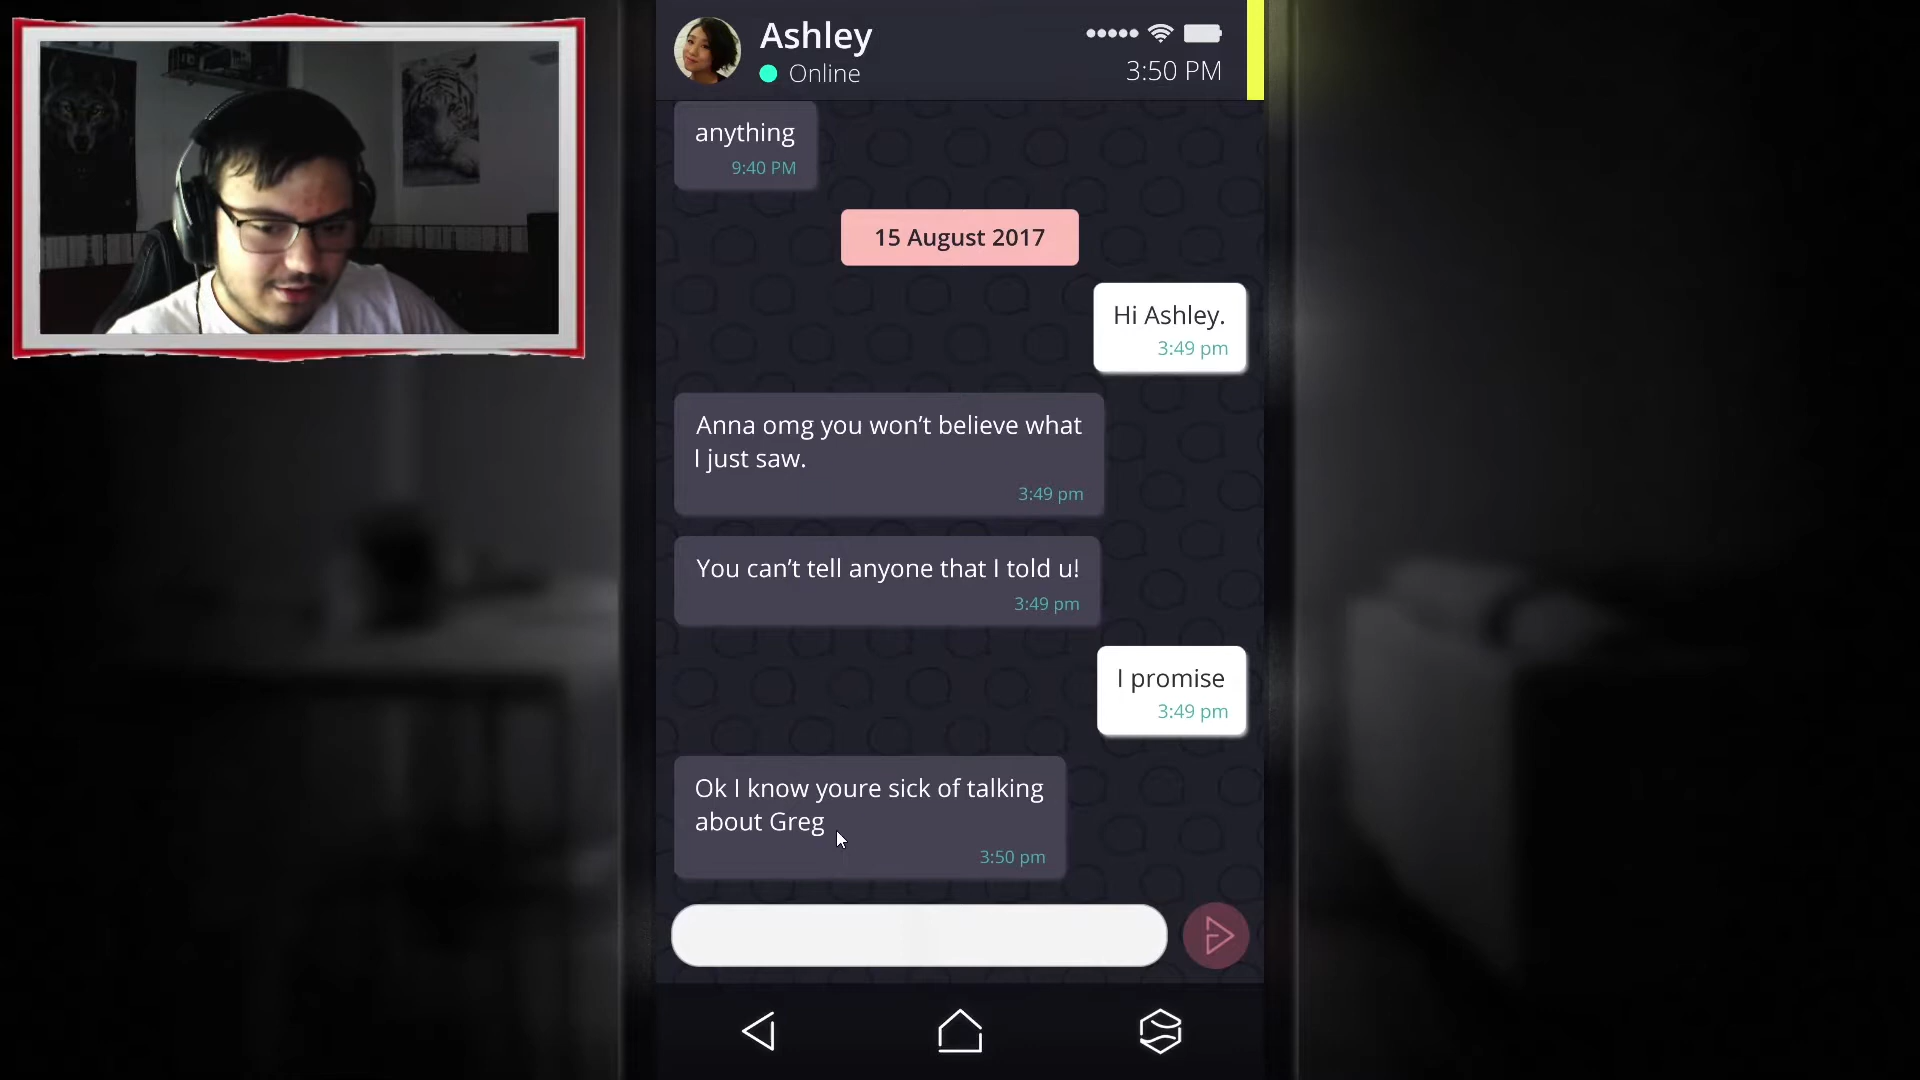 Ashley
Online
3:50 PM
anything
9:40 PM
15 August 2017
Hi Ashley.
3:49 pm
Anna omg you won’t believe what
I just saw.
3:49 pm
You can’t tell anyone that I told u!
3:49 pm
I promise
3:49 pm
Ok I know youre sick of talking
about Greg
3:50 pm